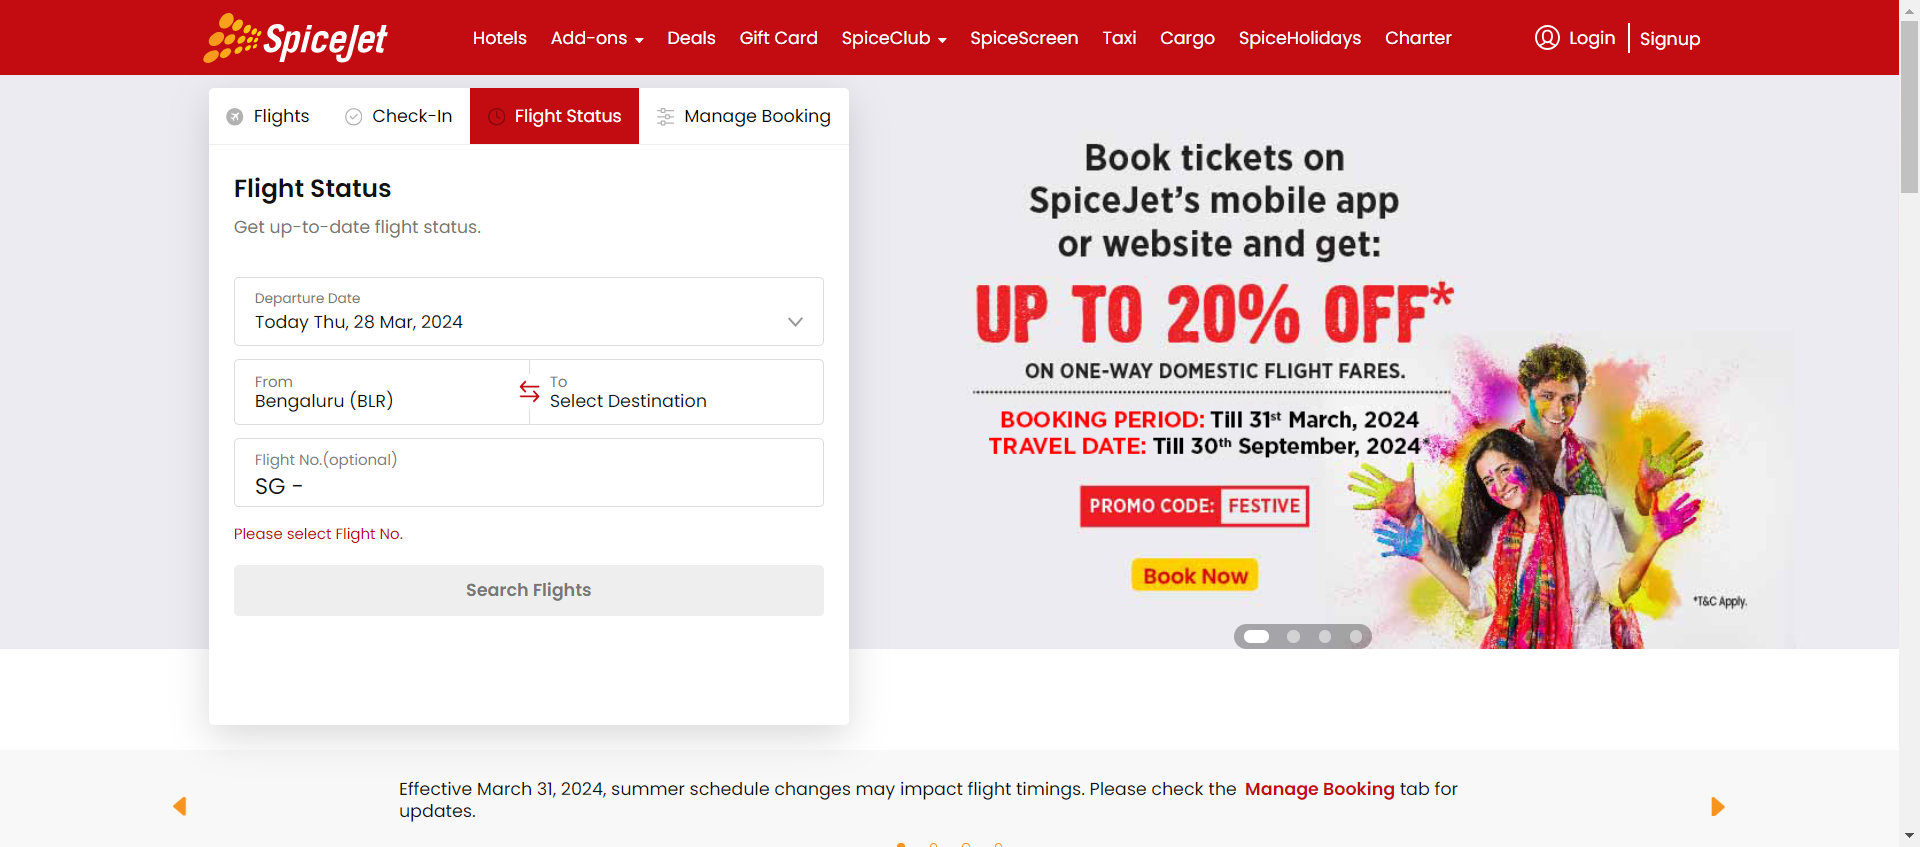 SpiceJet
Hotels Add-ons Deals Gift Card SpiceClub SpiceScreen Taxi Cargo SpiceHolidays Charter Login Signup
Flights Check-In Flight Status Manage Booking
Flight Status
Get up-to-date flight status.
Departure Date
Today Thu, 28 Mar, 2024
From
Bengaluru (BLR)
To
Select Destination
Flight No.(optional)
SG -
Please select Flight No.
Search Flights
Book tickets on
SpiceJet's mobile app
or website and get:
UP TO 20% OFF*
ON ONE-WAY DOMESTIC FLIGHT FARES.
BOOKING PERIOD: Till 31st March, 2024
TRAVEL DATE: Till 30th September, 2024*
PROMO CODE: FESTIVE
Book Now
*T&C Apply.
Effective March 31, 2024, summer schedule changes may impact flight timings. Please check the Manage Booking tab for
updates.